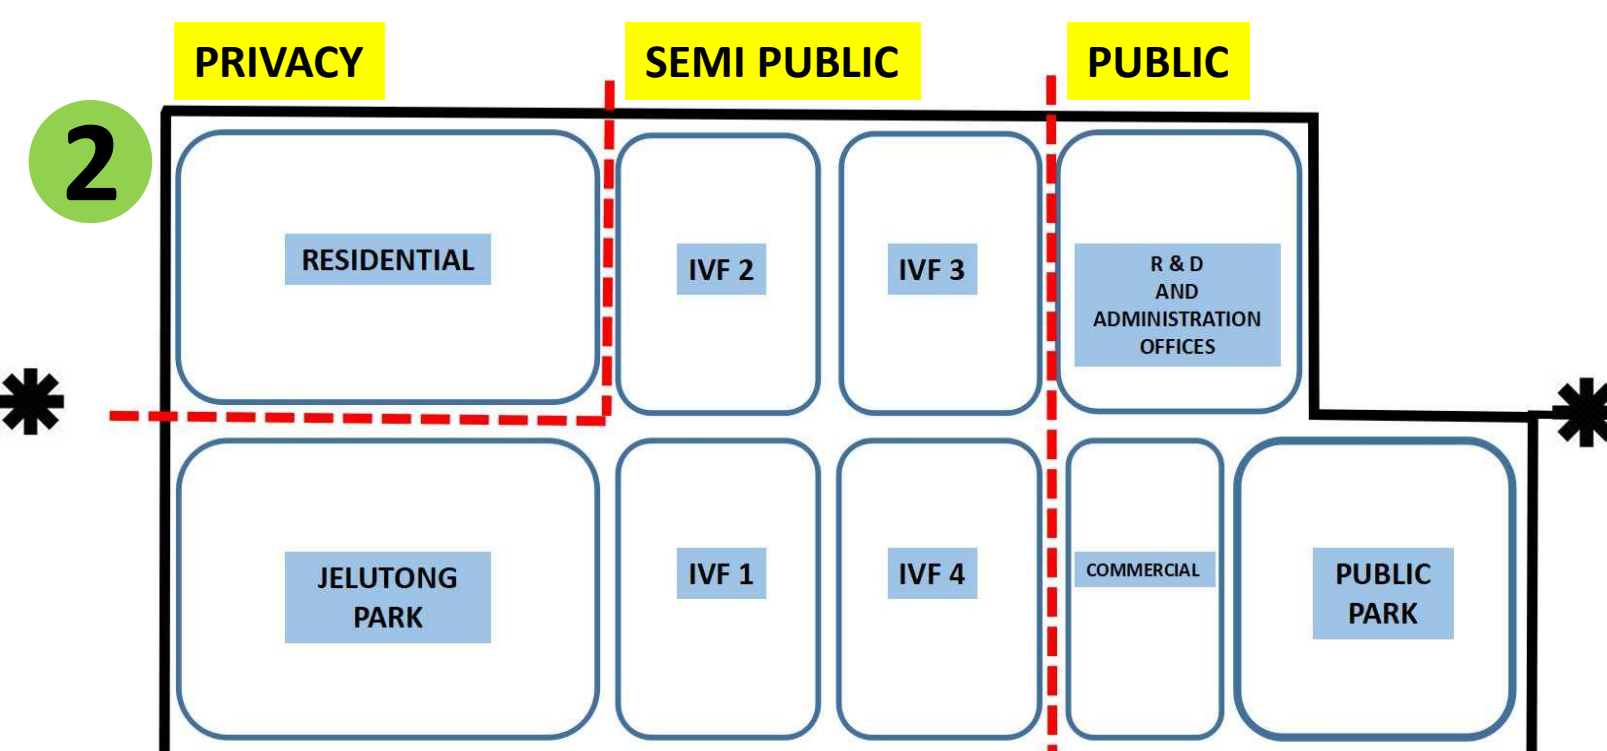 PRIVACY
SEMI PUBLIC
PUBLIC
2
RESIDENTIAL
IVF 2
IVF 3
R & D
AND
ADMINISTRATION
OFFICES
JELUTONG
PARK
IVF 1
IVF 4
COMMERCIAL
PUBLIC
PARK